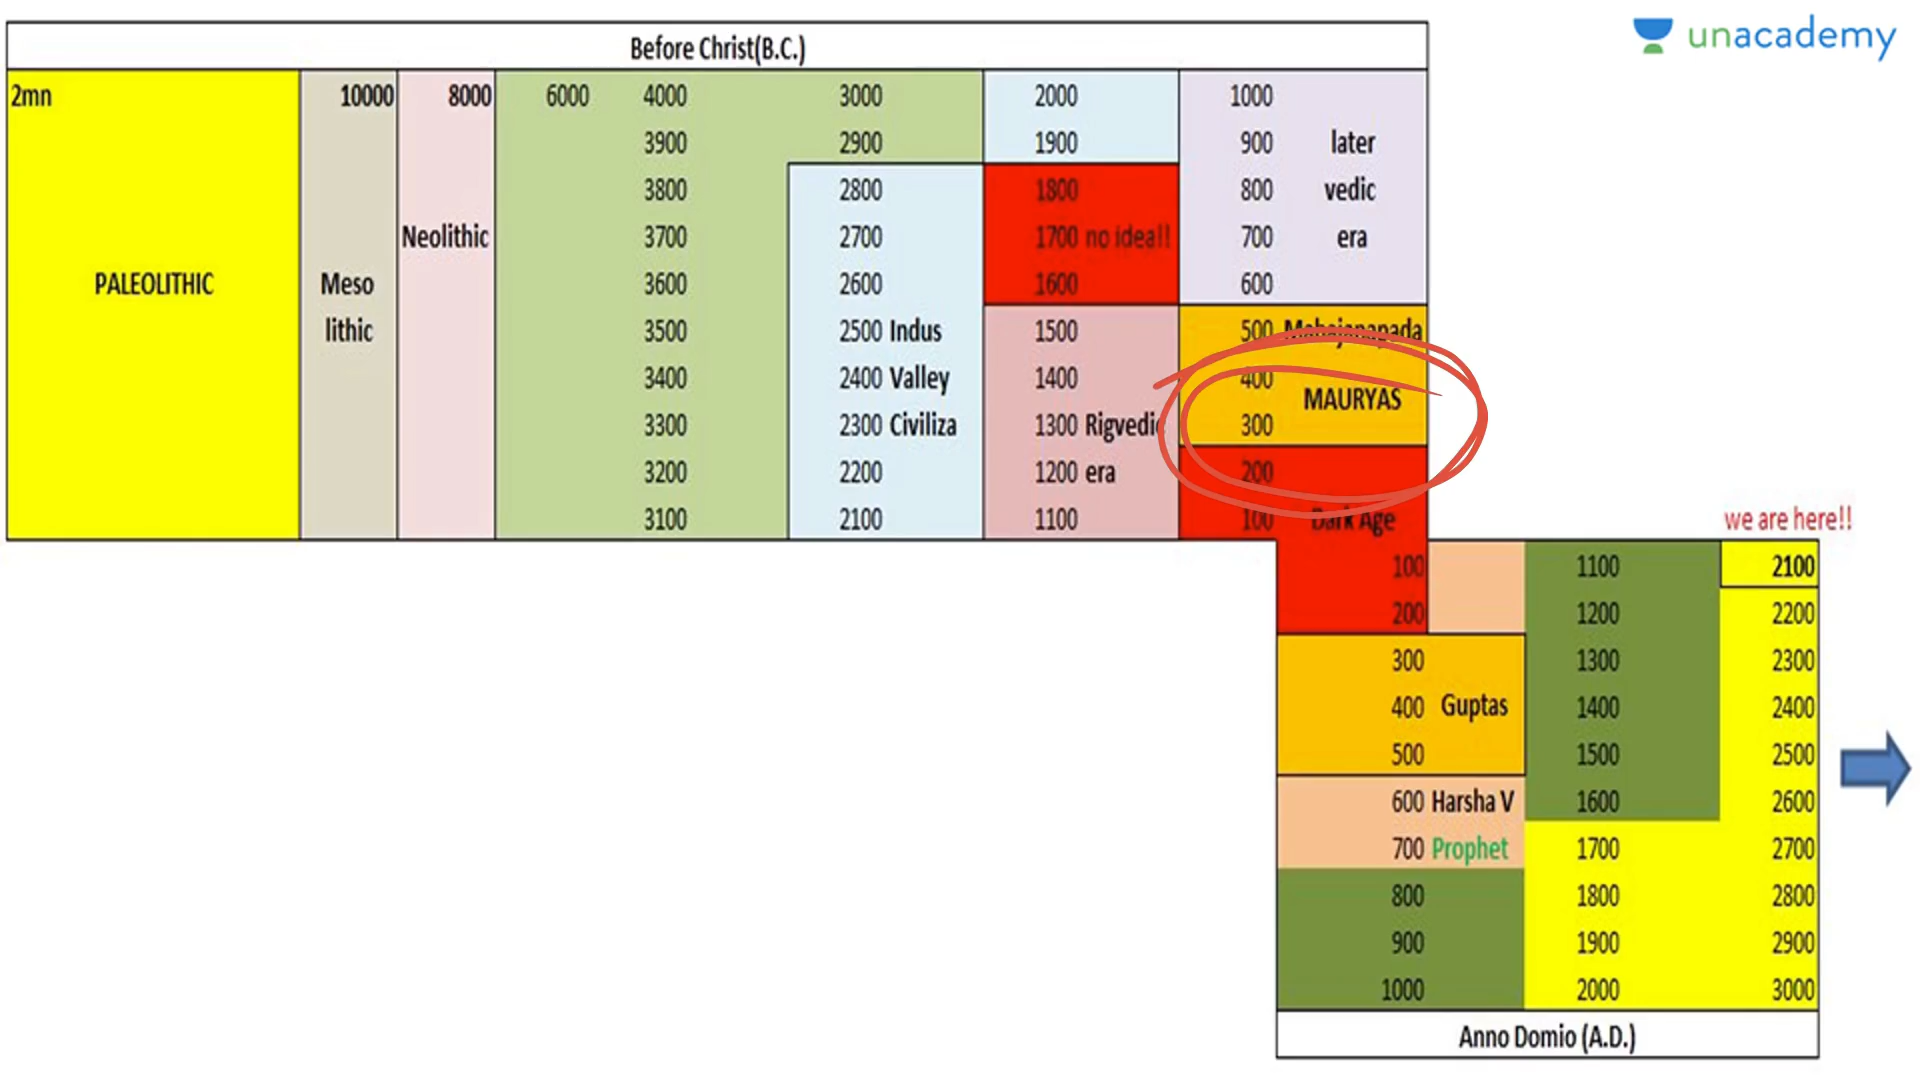 unacademy
Before Christ(B.C.)
2mn 10000 8000 6000 4000 3000 2000 1000
3900 2900 1900 900 later
3800 2800 1800 800 vedic
Neolithic 3700 2700 1700 no idea!! 700 era
PALEOLITHIC Meso 3600 2600 1600 600
lithic 3500 2500 Indus 1500 500 Mahajanapada
3400 2400 Valley 1400 400
MAURYAS
3300 2300 Civiliza 1300 Rigvedic 300
3200 2200 1200 era 200
3100 2100 1100 100 Dark Age
we are here!!
100 1100 2100
200 1200 2200
300 1300 2300
400 Guptas 1400 2400
500 1500 2500
600 Harsha V 1600 2600
700 Prophet 1700 2700
800 1800 2800
900 1900 2900
1000 2000 3000
Anno Domio (A.D.)